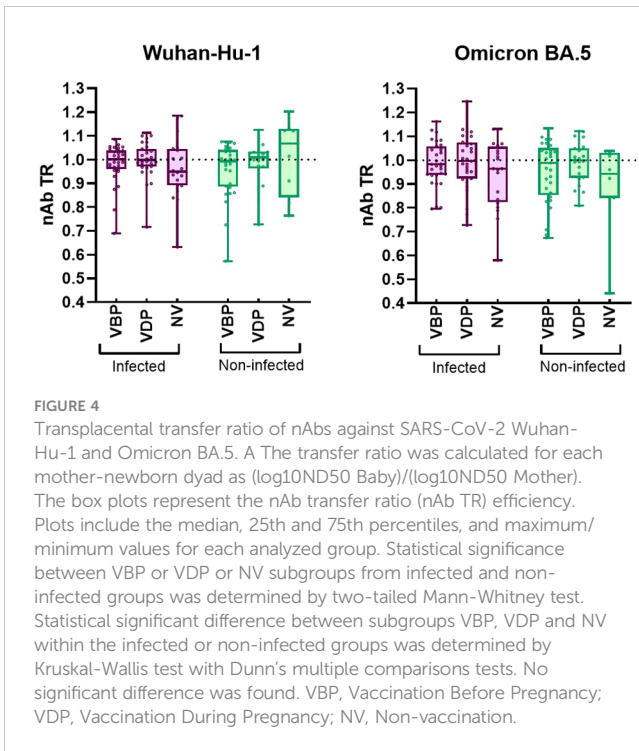 Wuhan-Hu-1
Omicron BA.5
nAb TR
1.3
1.2
1.1
1.0
0.9
0.8
0.7
0.6
0.5
0.4
VBP
VDP
NV
VBP
VDP
NV
Infected
Non-infected
nAb TR
1.3
1.2
1.1
1.0
0.9
0.8
0.7
0.6
0.5
0.4
VBP
VDP
NV
VBP
VDP
NV
Infected
Non-infected
FIGURE 4
Transplacental transfer ratio of nAbs against SARS-CoV-2 Wuhan-
Hu-1 and Omicron BA.5. A The transfer ratio was calculated for each
mother-newborn dyad as (log10ND50 Baby)/(log10ND50 Mother).
The box plots represent the nAb transfer ratio (nAb TR) efficiency.
Plots include the median, 25th and 75th percentiles, and maximum/
minimum values for each analyzed group. Statistical significance
between VBP or VDP or NV subgroups from infected and non-
infected groups was determined by two-tailed Mann-Whitney test.
Statistical significant difference between subgroups VBP, VDP and NV
within the infected or non-infected groups was determined by
Kruskal-Wallis test with Dunn's multiple comparisons tests. No
significant difference was found. VBP, Vaccination Before Pregnancy;
VDP, Vaccination During Pregnancy; NV, Non-vaccination.